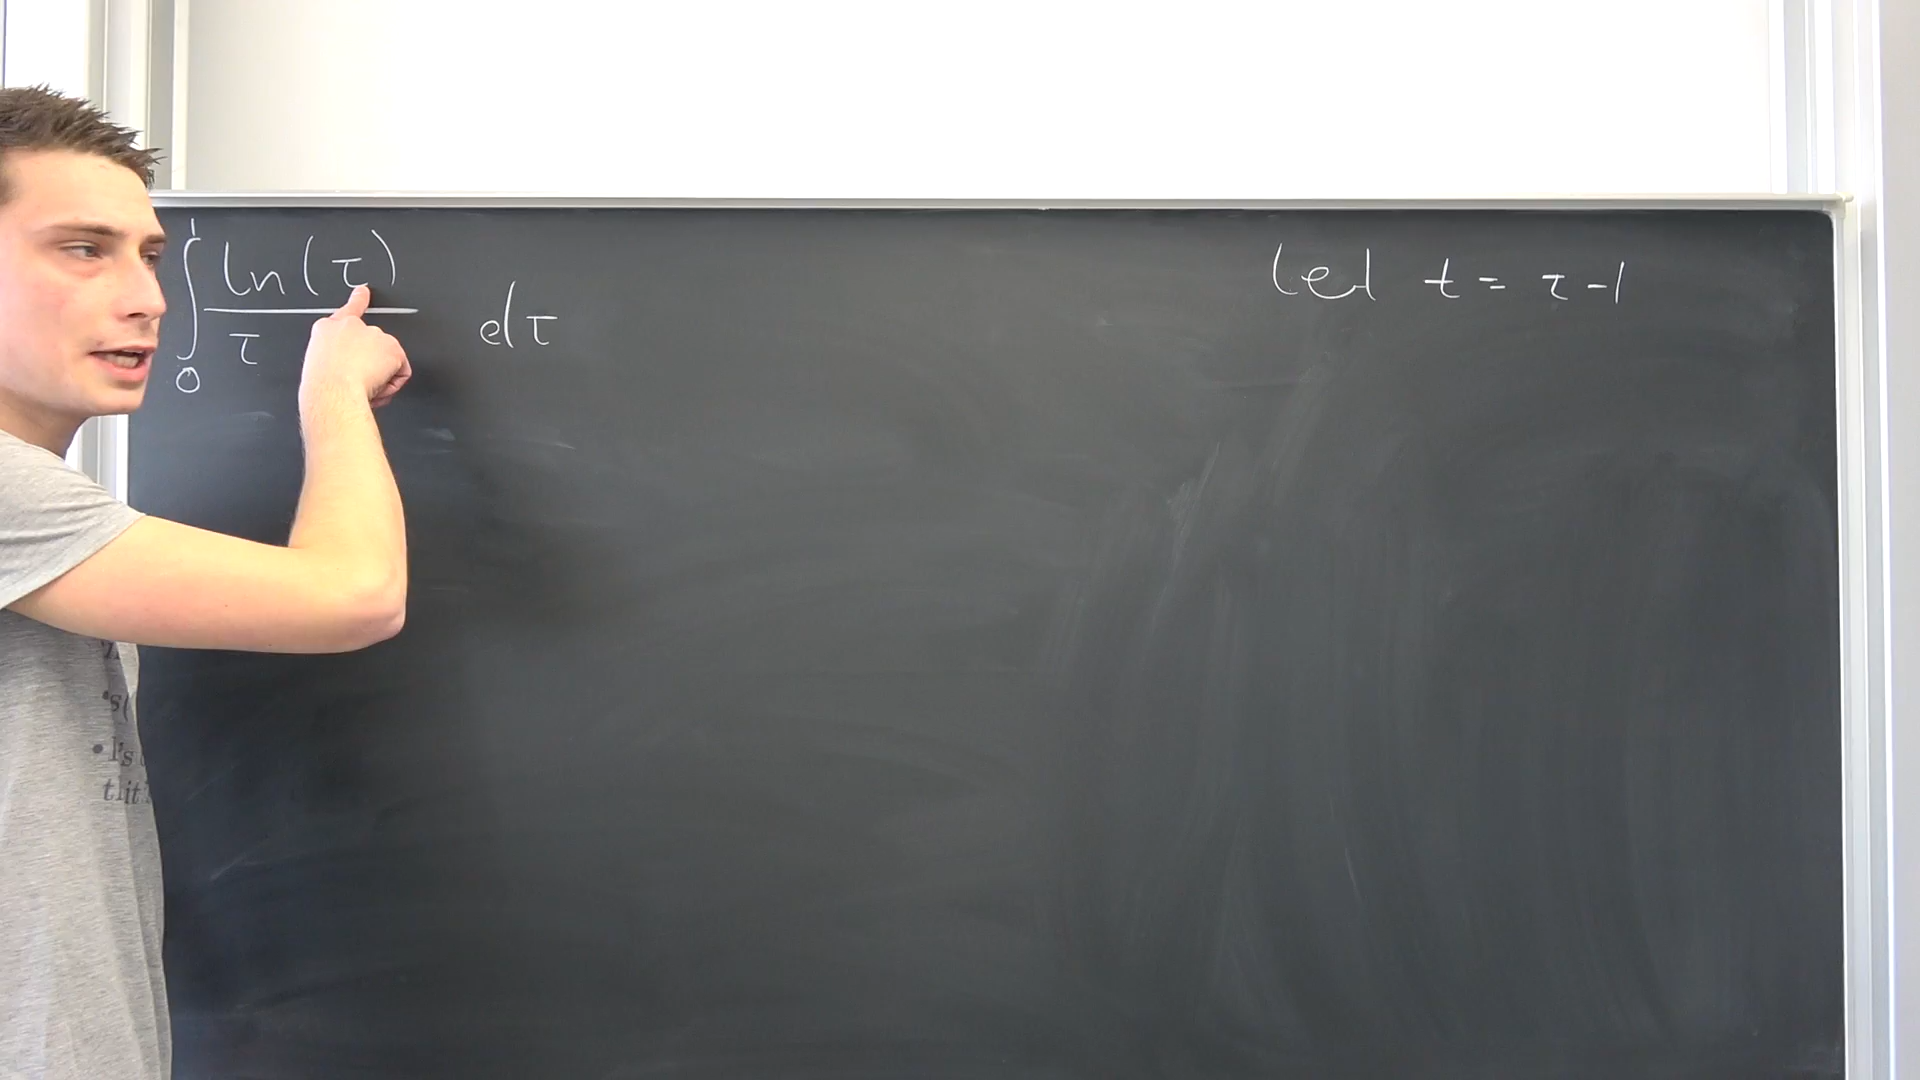 ∫₀¹ ln(τ)/τ dτ
let t = τ-1
•s(
• I's t